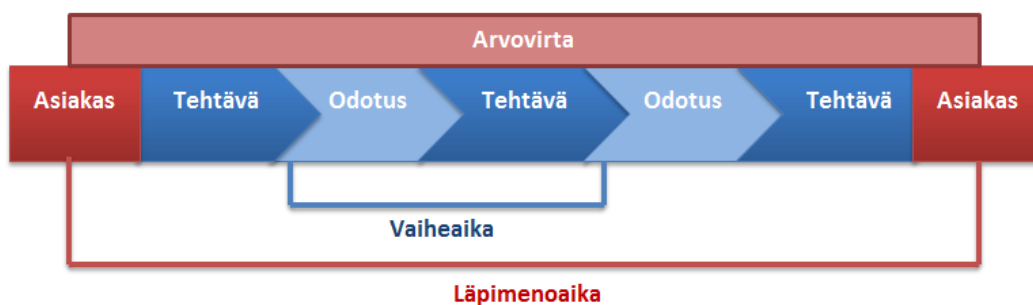 Arvovirta
Asiakas Tehtävä Odotus Tehtävä Odotus Tehtävä Asiakas
Vaiheaika
Läpimenoaika